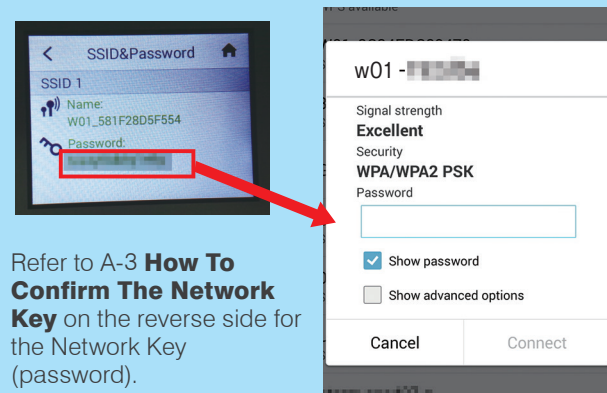 SSID&Password
SSID 1
Name:
W01_581F28D5F554
Password:
Refer to A-3 How To
Confirm The Network
Key on the reverse side for
the Network Key
(password).
w01 -
Signal strength
Excellent
Security
WPA/WPA2 PSK
Password
Show password
Show advanced options
Cancel
Connect